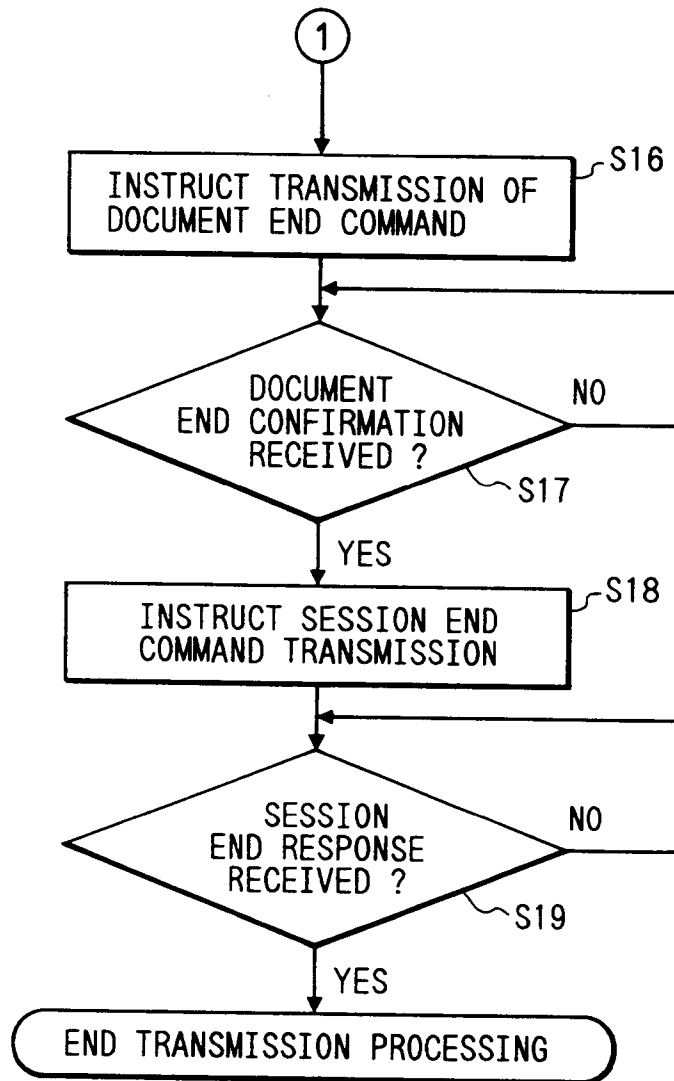 1
INSTRUCT TRANSMISSION OF
DOCUMENT END COMMAND
S16
DOCUMENT
END CONFIRMATION
RECEIVED ?
NO
S17
YES
INSTRUCT SESSION END
COMMAND TRANSMISSION
S18
SESSION
END RESPONSE
RECEIVED ?
NO
S19
YES
END TRANSMISSION PROCESSING